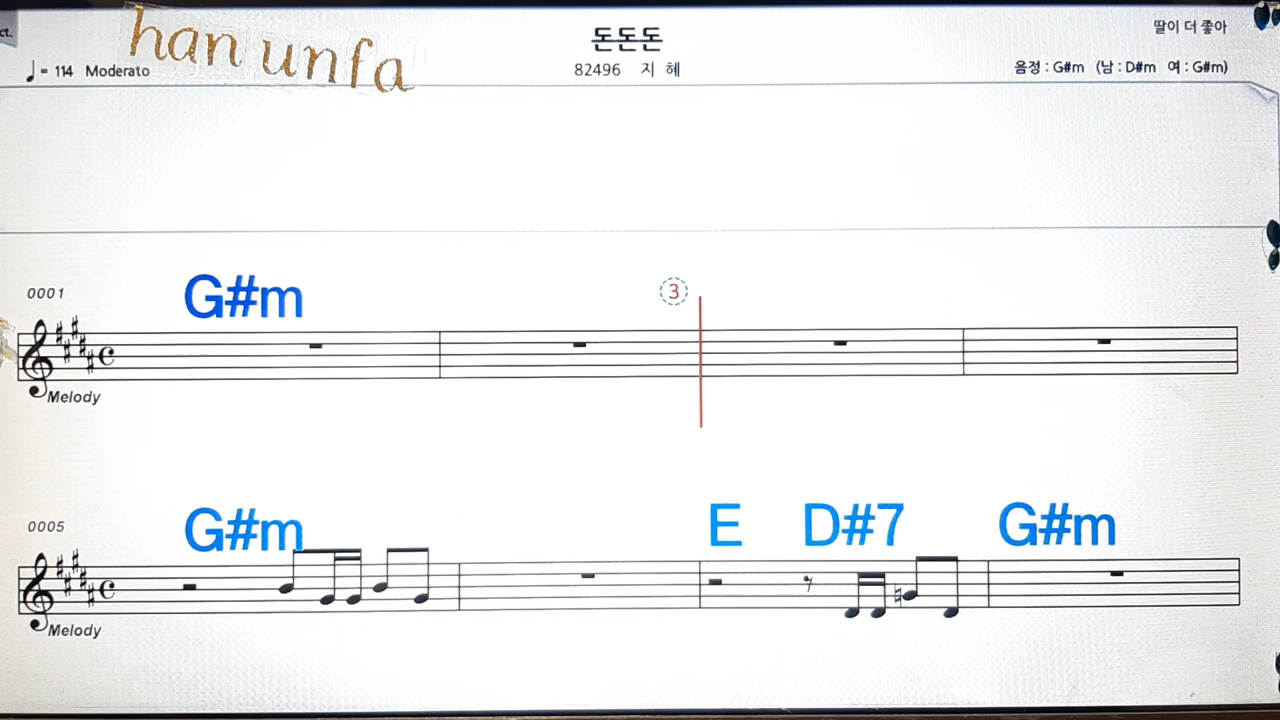 ct.
han unfa
돈돈돈
딸이 더 좋아
♩= 114 Moderato
82496 지 혜
음정 : G#m (남 : D#m 여 : G#m)
0001
G#m
3
Melody
0005
G#m
E D#7 G#m
Melody